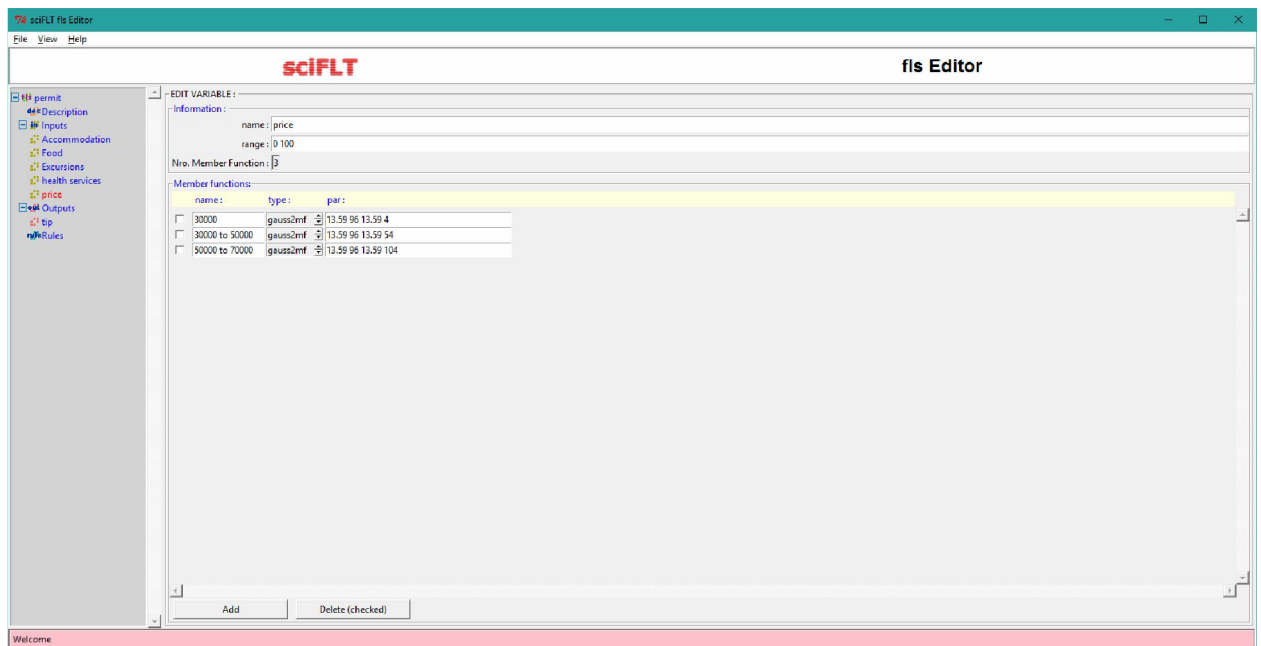 sciFLT fls Editor
File View Help
sciFLT fls Editor
permit
Description
Inputs
Accommodation
Food
Excursions
health services
price
Outputs
tip
Rules
EDIT VARIABLE :
Information :
name : price
range : 0 100
Nro. Member Function : 3
Member functions:
name : type : par :
30000 gauss2mf 13.59 96 13.59 4
30000 to 50000 gauss2mf 13.59 96 13.59 54
50000 to 70000 gauss2mf 13.59 96 13.59 104
Add Delete (checked)
Welcome